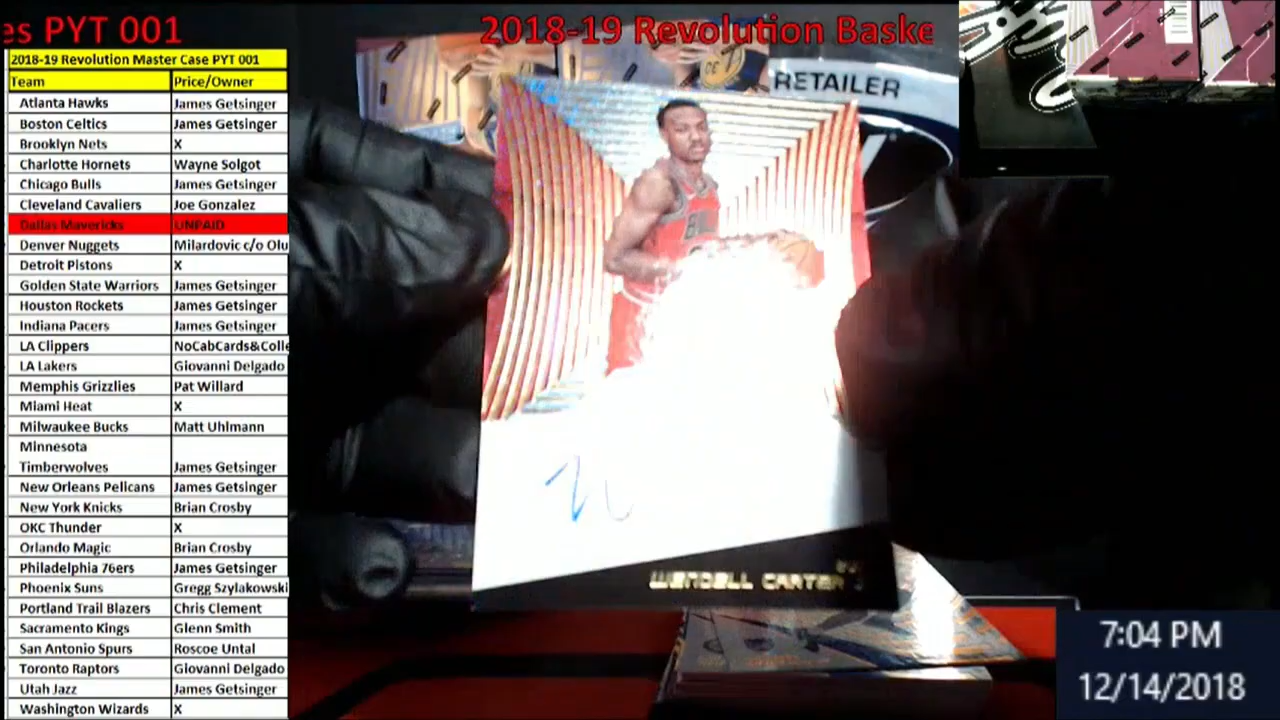 es PYT 001
2018-19 Revolution Baske
2018-19 Revolution Master Case PYT 001
Team Price/Owner
Atlanta Hawks James Getsinger
Boston Celtics James Getsinger
Brooklyn Nets X
Charlotte Hornets Wayne Solgot
Chicago Bulls James Getsinger
Cleveland Cavaliers Joe Gonzalez
Dallas Mavericks UNPAID
Denver Nuggets Milardovic c/o Olu
Detroit Pistons X
Golden State Warriors James Getsinger
Houston Rockets James Getsinger
Indiana Pacers James Getsinger
LA Clippers NoCabCards&Colle
LA Lakers Giovanni Delgado
Memphis Grizzlies Pat Willard
Miami Heat X
Milwaukee Bucks Matt Uhlmann
Minnesota
Timberwolves James Getsinger
New Orleans Pelicans James Getsinger
New York Knicks Brian Crosby
OKC Thunder X
Orlando Magic Brian Crosby
Philadelphia 76ers James Getsinger
Phoenix Suns Gregg Szylakowski
Portland Trail Blazers Chris Clement
Sacramento Kings Glenn Smith
San Antonio Spurs Roscoe Untal
Toronto Raptors Giovanni Delgado
Utah Jazz James Getsinger
Washington Wizards X
RETAILER
WENDELL CARTER
7:04 PM
12/14/2018